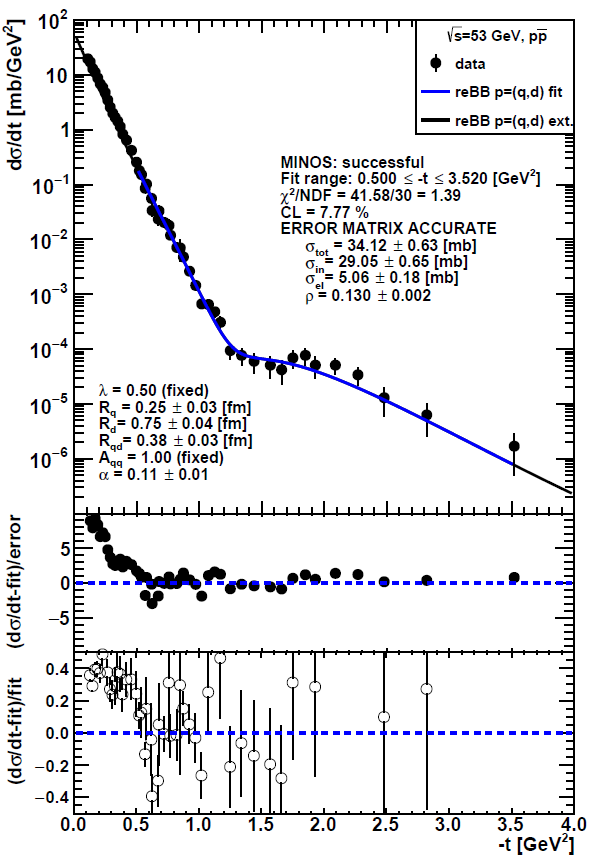 √s=53 GeV, pp̅
data
reBB p=(q,d) fit
reBB p=(q,d) ext.
dσ/dt [mb/GeV²]
10²
10
1
10⁻¹
10⁻²
10⁻³
10⁻⁴
10⁻⁵
10⁻⁶
MINOS: successful
Fit range: 0.500 ≤ -t ≤ 3.520 [GeV²]
χ²/NDF = 41.58/30 = 1.39
CL = 7.77 %
ERROR MATRIX ACCURATE
σ_tot = 34.12 ± 0.63 [mb]
σ_in = 29.05 ± 0.65 [mb]
σ_el = 5.06 ± 0.18 [mb]
ρ = 0.130 ± 0.002
λ = 0.50 (fixed)
R_q = 0.25 ± 0.03 [fm]
R_d = 0.75 ± 0.04 [fm]
R_qd = 0.38 ± 0.03 [fm]
A_qq = 1.00 (fixed)
α = 0.11 ± 0.01
(dσ/dt-fit)/error
5
0
−5
(dσ/dt-fit)/fit
0.4
0.2
0.0
−0.2
−0.4
0.0 0.5 1.0 1.5 2.0 2.5 3.0 3.5 4.0
-t [GeV²]